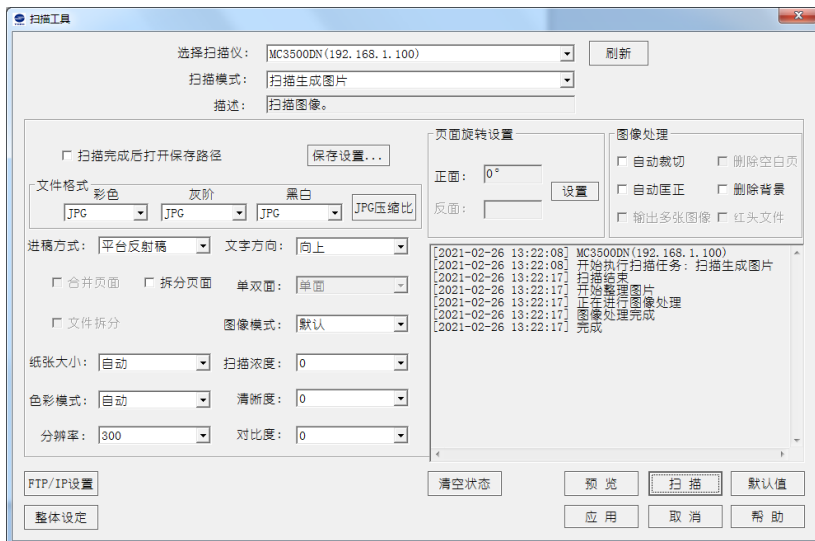 扫描工具
选择扫描仪： MC3500DN(192.168.1.100) 刷新
扫描模式： 扫描生成图片
描述： 扫描图像。
扫描完成后打开保存路径 保存设置...
文件格式
彩色 灰阶 黑白
JPG JPG JPG JPG压缩比
进稿方式： 平台反射稿 文字方向： 向上
合并页面 拆分页面 单双面： 单面
文件拆分 图像模式： 默认
纸张大小： 自动 扫描浓度： 0
色彩模式： 自动 清晰度： 0
分辨率： 300 对比度： 0
页面旋转设置
正面： 0° 设置
反面：
图像处理
自动裁切 删除空白页
自动匡正 删除背景
输出多张图像 红头文件
[2021-02-26 13:22:08] MC3500DN(192.168.1.100)
[2021-02-26 13:22:08] 开始执行扫描任务：扫描生成图片
[2021-02-26 13:22:17] 扫描结束
[2021-02-26 13:22:17] 开始整理图片
[2021-02-26 13:22:17] 正在进行图像处理
[2021-02-26 13:22:17] 图像处理完成
[2021-02-26 13:22:17] 完成
FTP/IP设置 清空状态 预览 扫描 默认值
整体设定 应用 取消 帮助